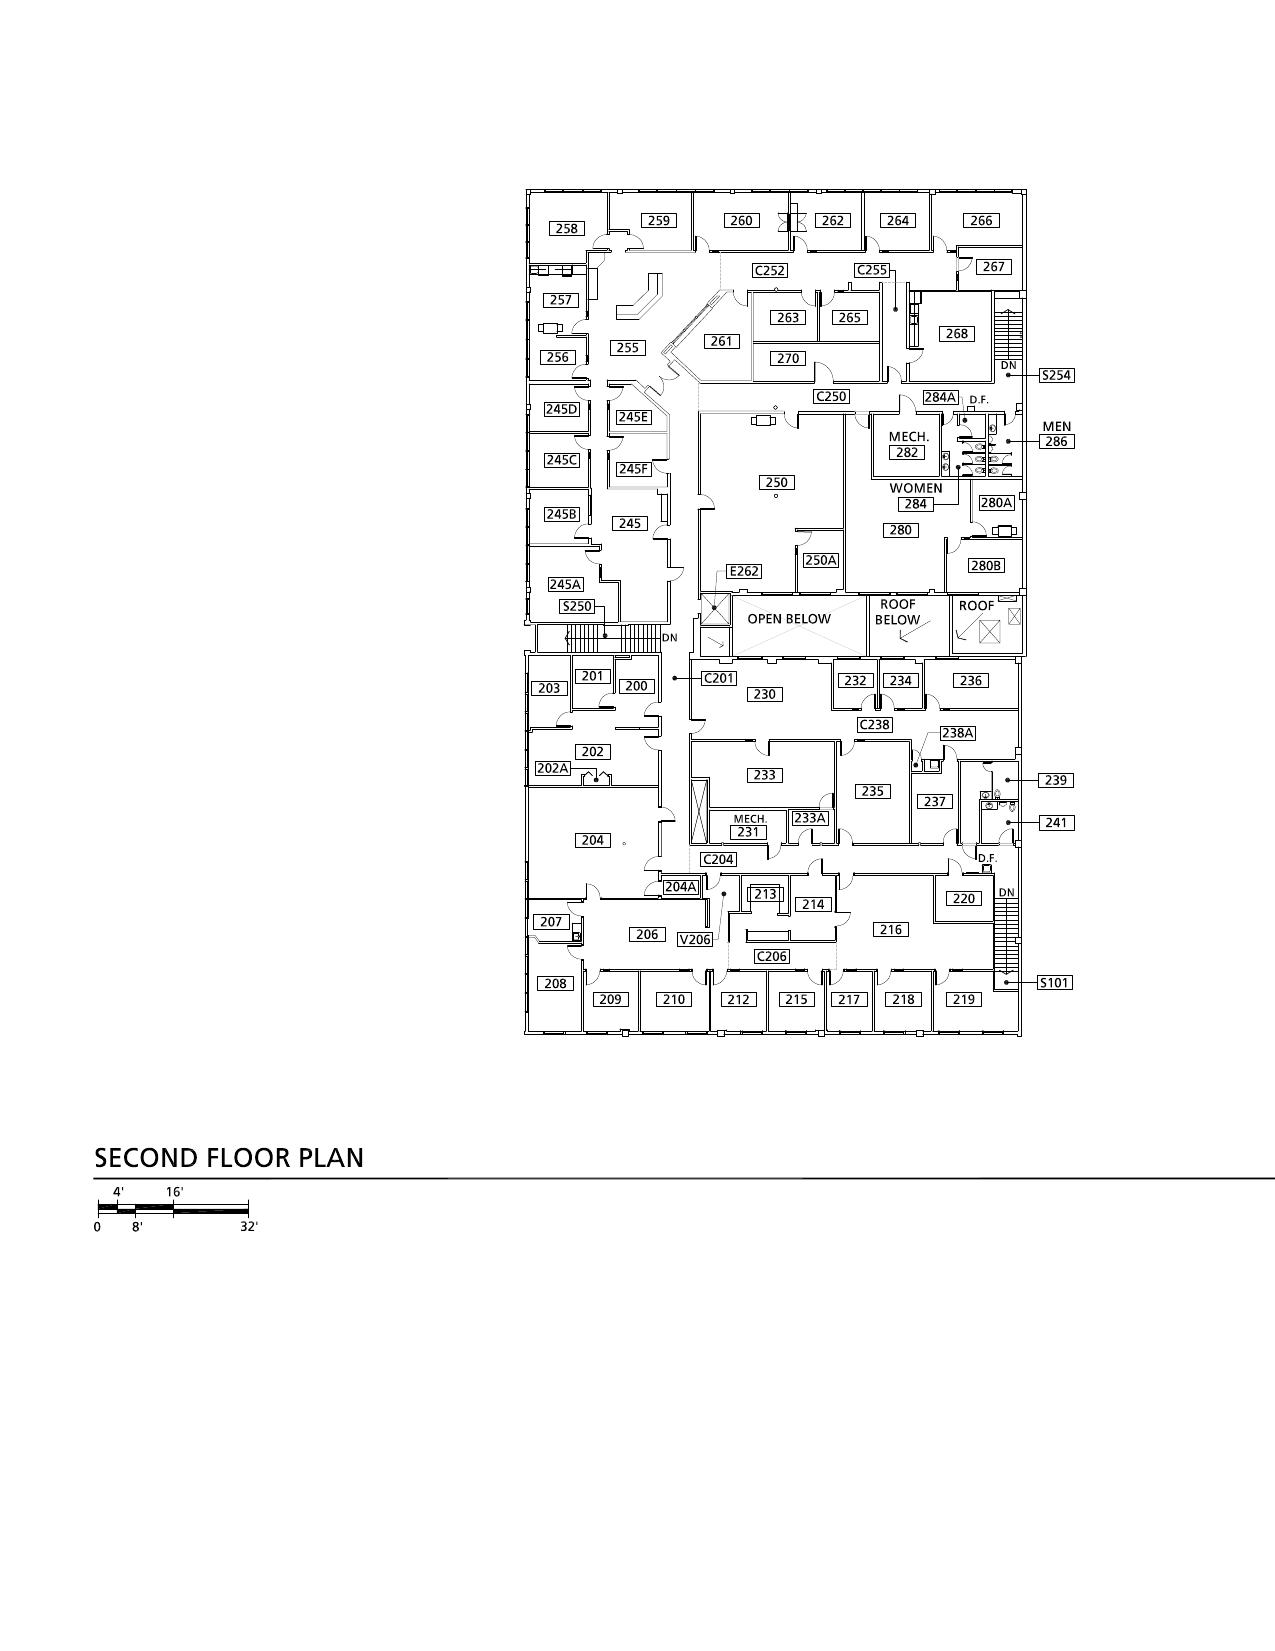 258
259
260
262
264
266
C252
C255
267
257
256
255
261
263
265
270
268
DN
S254
C250
284A
D.F.
MEN
286
245D
245E
245C
245F
245B
245
245A
MECH.
282
250
WOMEN
284
280A
280
250A
280B
E262
S250
DN
OPEN BELOW
ROOF
BELOW
ROOF
203
201
200
C201
230
232
234
236
C238
238A
202
202A
233
235
237
239
MECH.
231
233A
241
204
C204
D.F.
204A
213
214
220
DN
207
206
V206
C206
216
208
209
210
212
215
217
218
219
S101
SECOND FLOOR PLAN
4' 16'
0 8' 32'